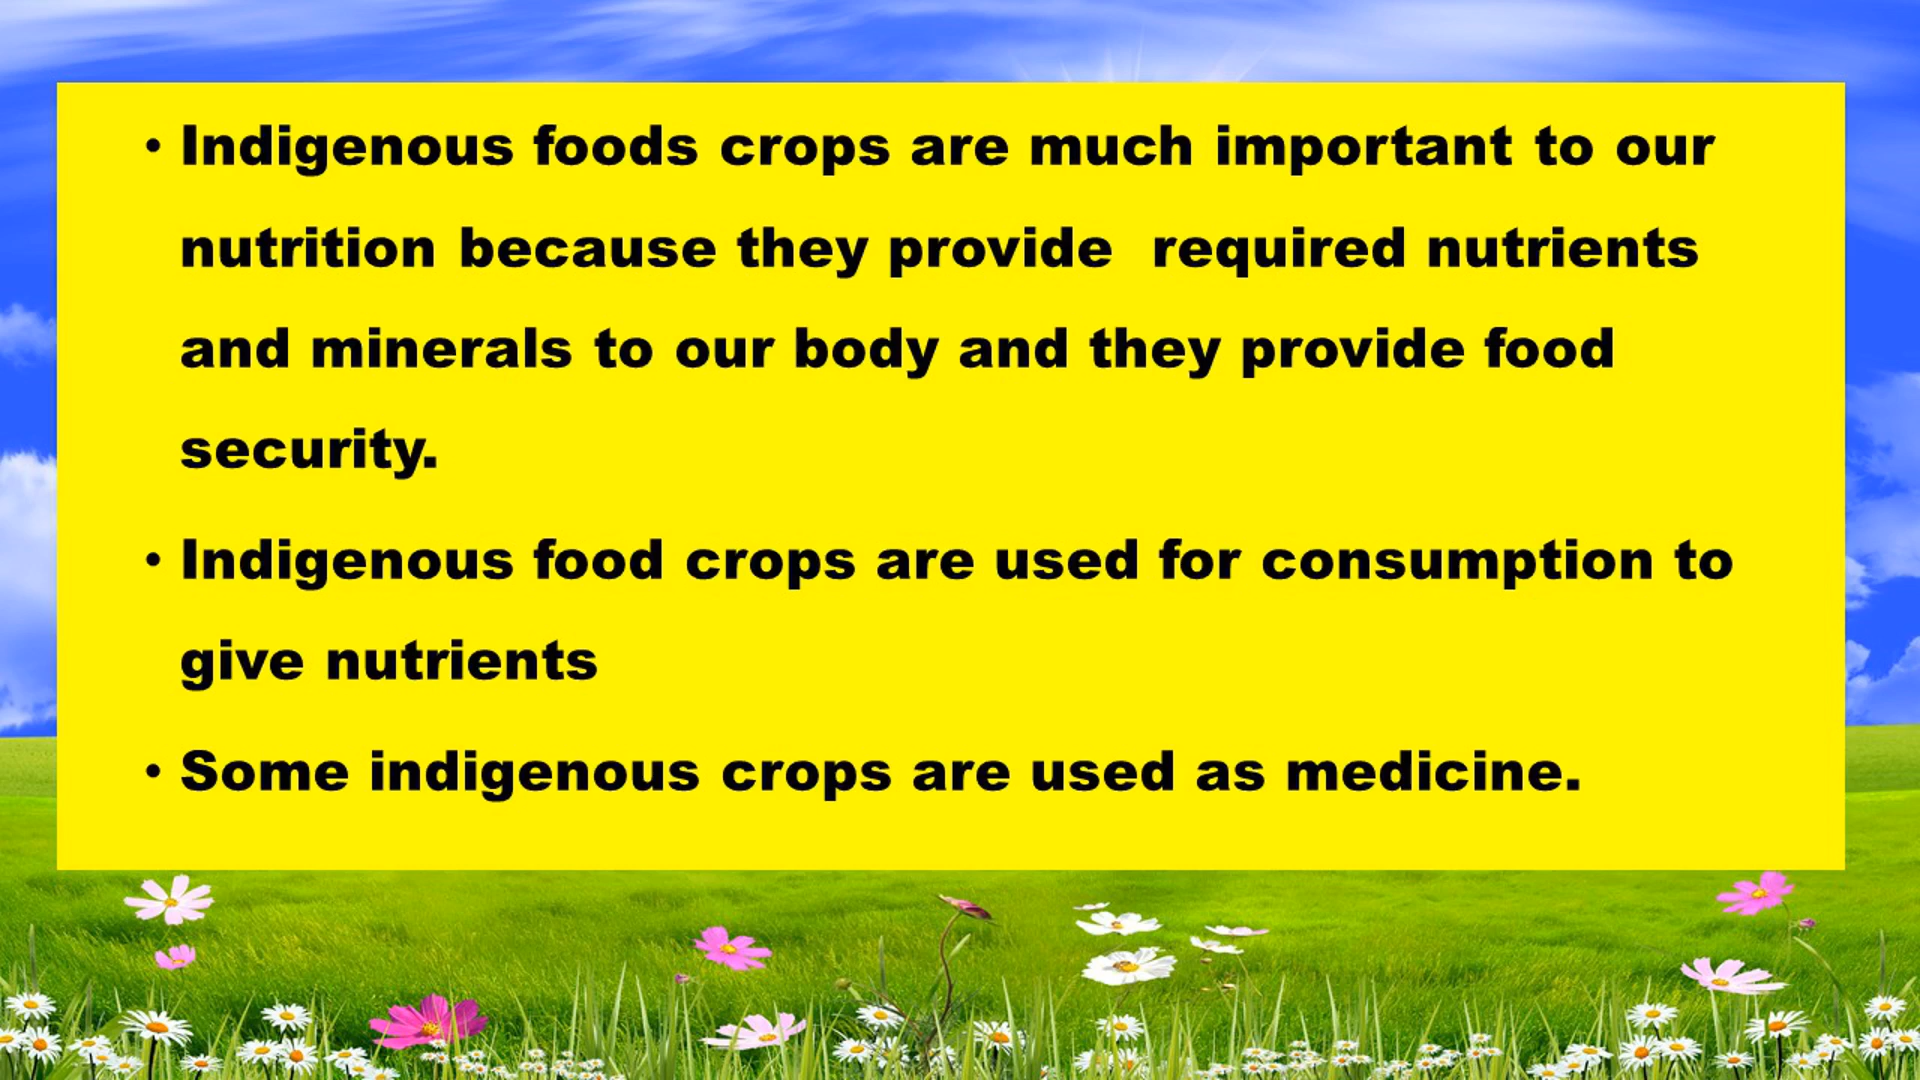 • Indigenous foods crops are much important to our
nutrition because they provide  required nutrients
and minerals to our body and they provide food
security.
• Indigenous food crops are used for consumption to
give nutrients
• Some indigenous crops are used as medicine.